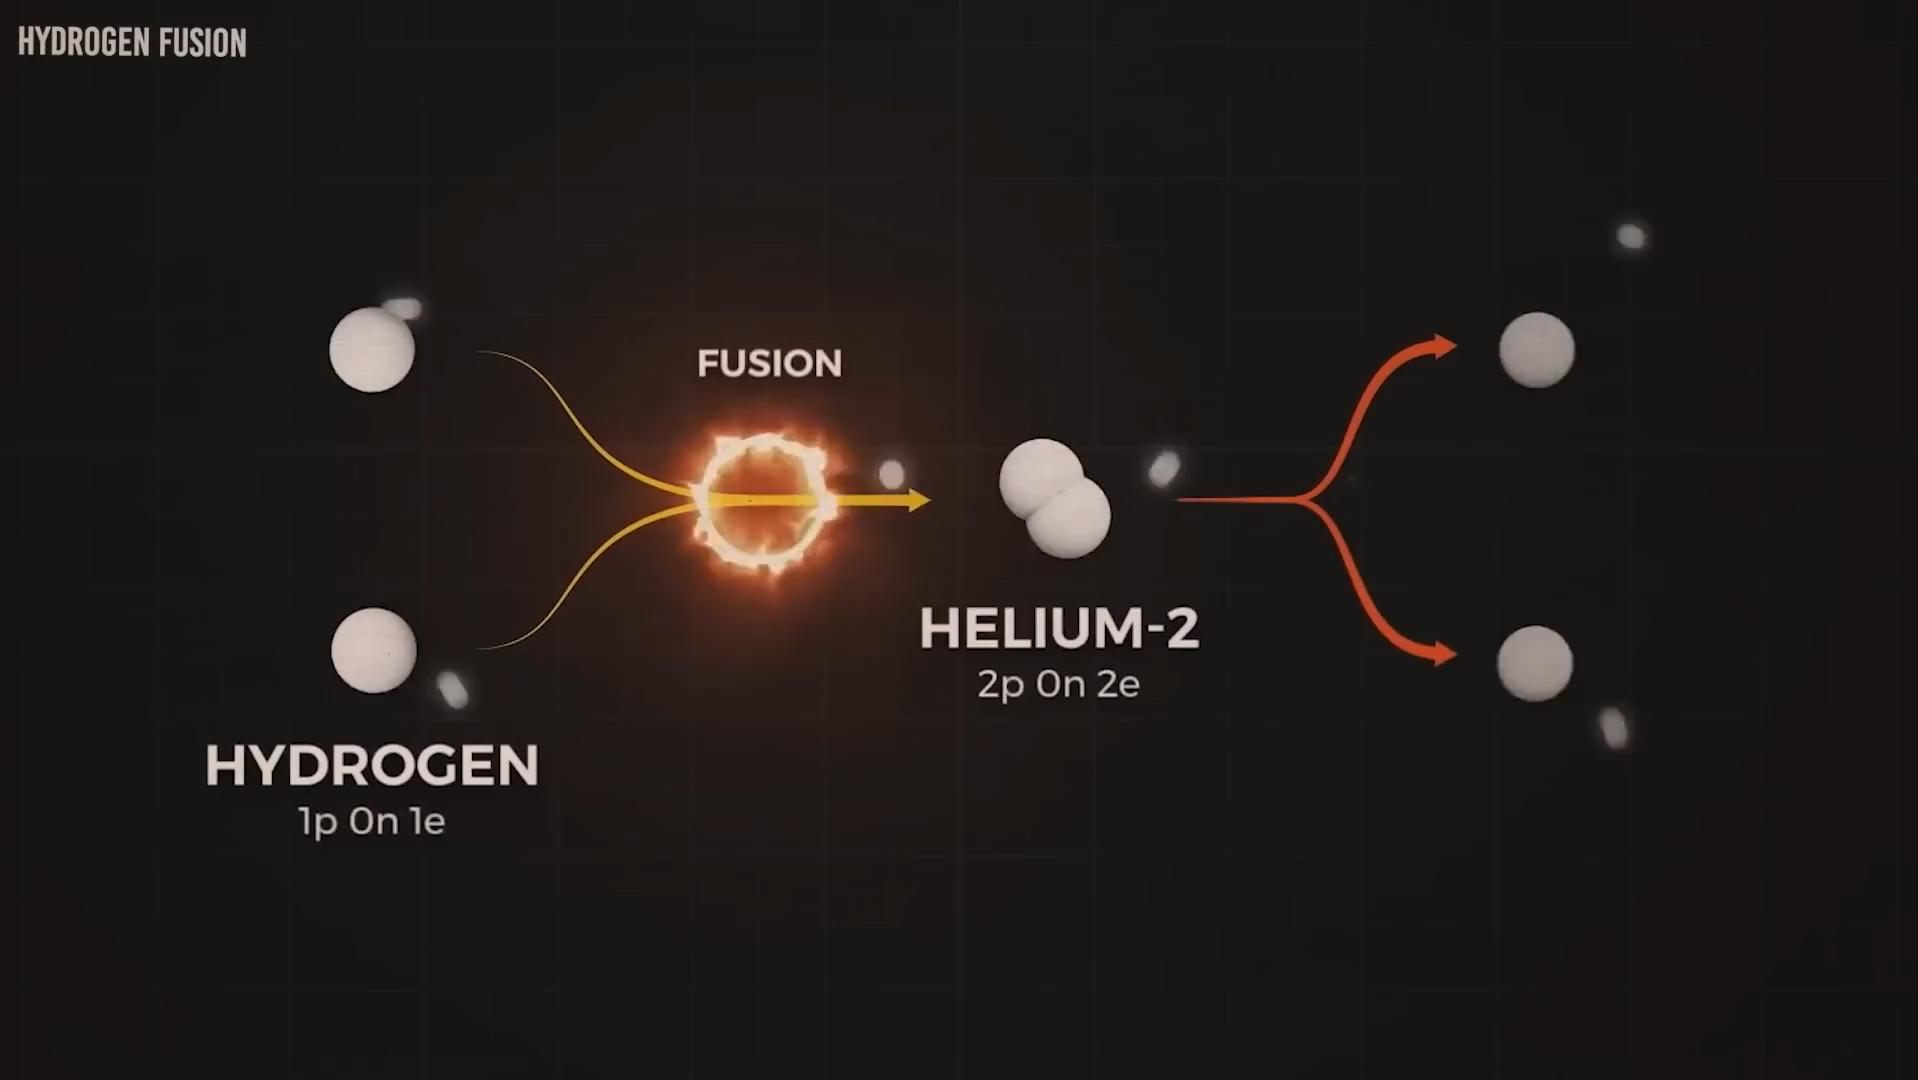 HYDROGEN FUSION
FUSION
HELIUM-2
2p 0n 2e
HYDROGEN
1p 0n 1e